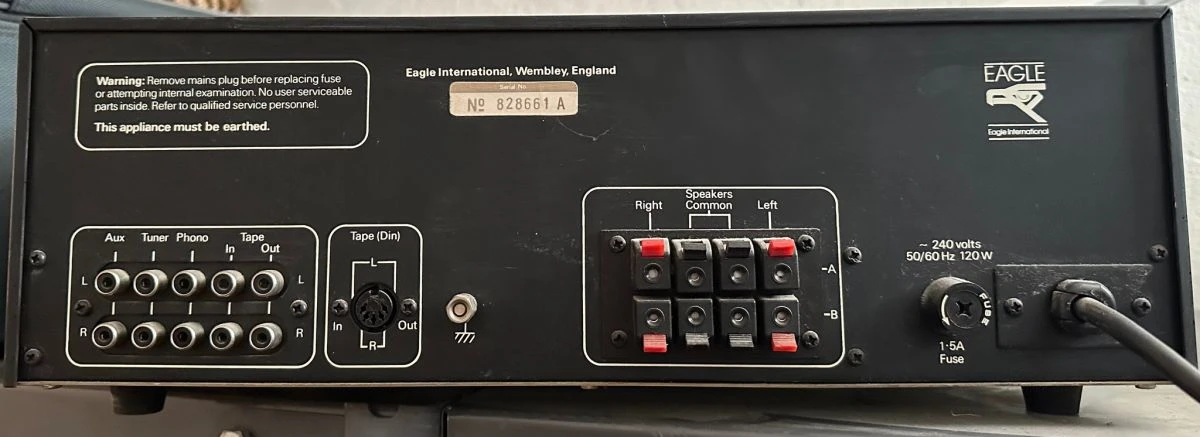 Warning: Remove mains plug before replacing fuse
or attempting internal examination. No user serviceable
parts inside. Refer to qualified service personnel.
This appliance must be earthed.
Eagle International, Wembley, England
Serial No.
Nº 828661 A
EAGLE
Eagle International
Aux Tuner Phono Tape
In Out
L L
R R
Tape (Din)
L
In Out
R
Speakers
Right Common Left
-A
-B
~ 240 volts
50/60 Hz 120W
FUSE
1·5A
Fuse